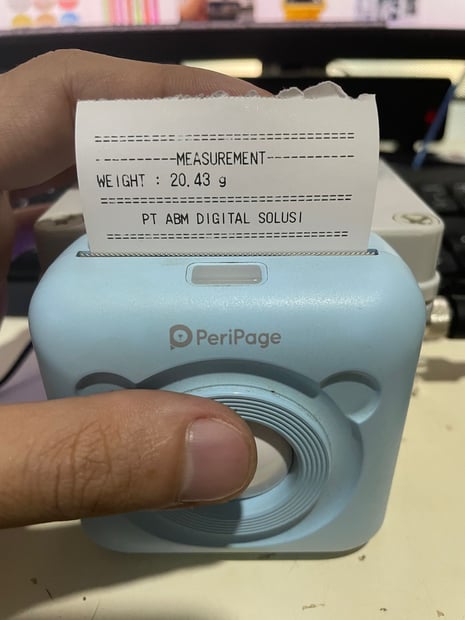 =============================
----------MEASUREMENT----------
WEIGHT : 20.43 g
=============================
PT ABM DIGITAL SOLUSI
=============================
PeriPage